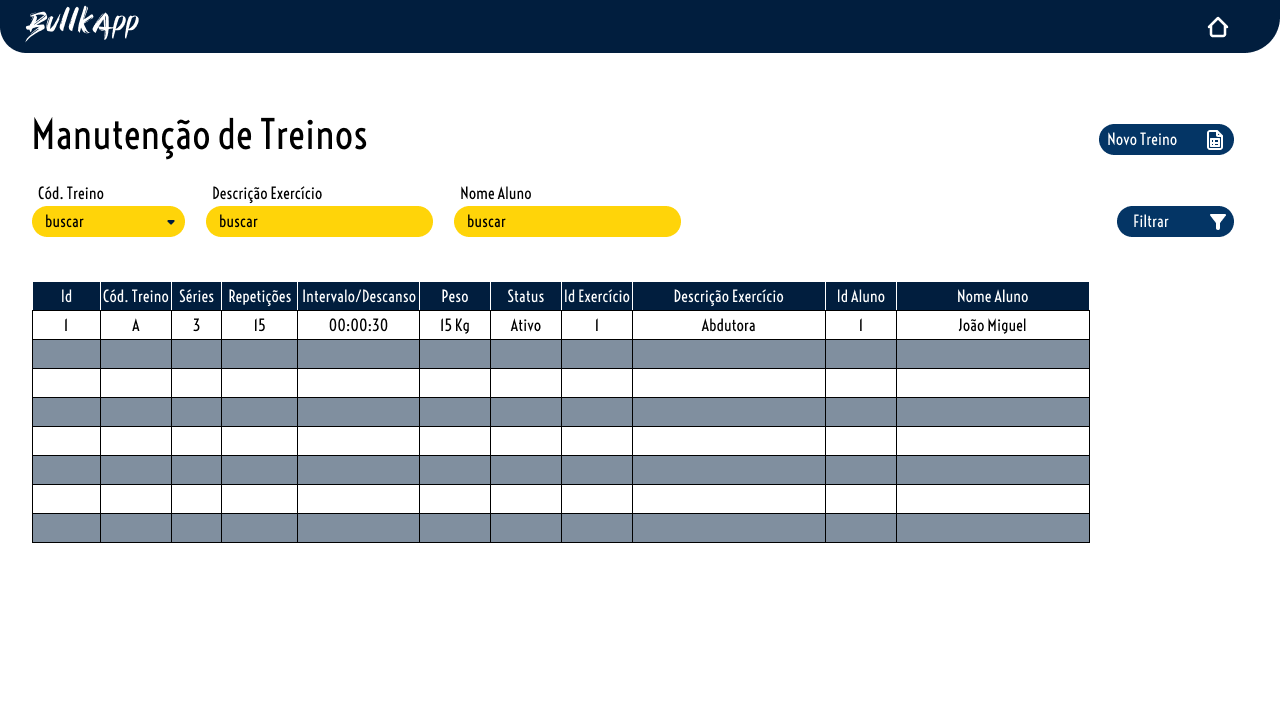 BullkApp
Manutenção de Treinos
Novo Treino
Cód. Treino Descrição Exercício Nome Aluno
buscar buscar buscar Filtrar
Id Cód. Treino Séries Repetições Intervalo/Descanso Peso Status Id Exercício Descrição Exercício Id Aluno Nome Aluno
1 A 3 15 00:00:30 15 Kg Ativo 1 Abdutora 1 João Miguel